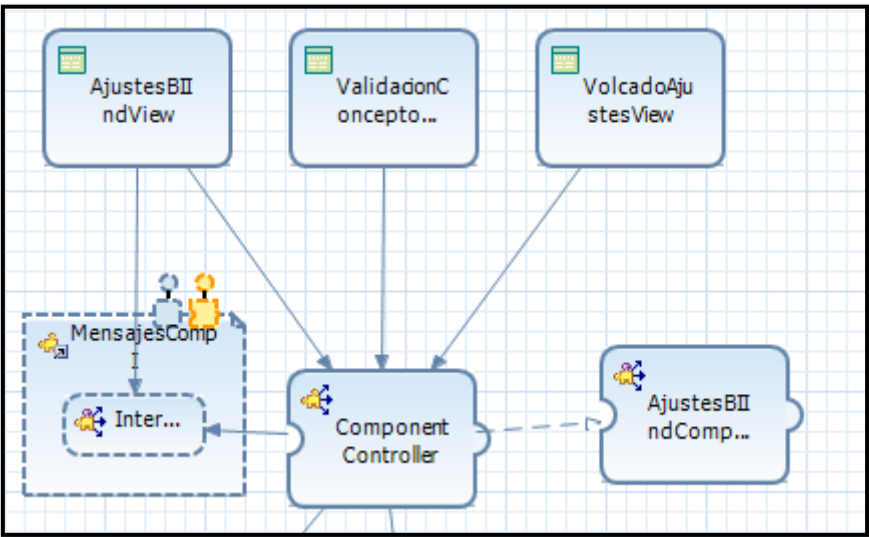 AjustesBII
ndView
ValidacionC
oncepto...
VolcadoAju
stesView
MensajesComp
I
Inter...
Component
Controller
AjustesBII
ndComp...